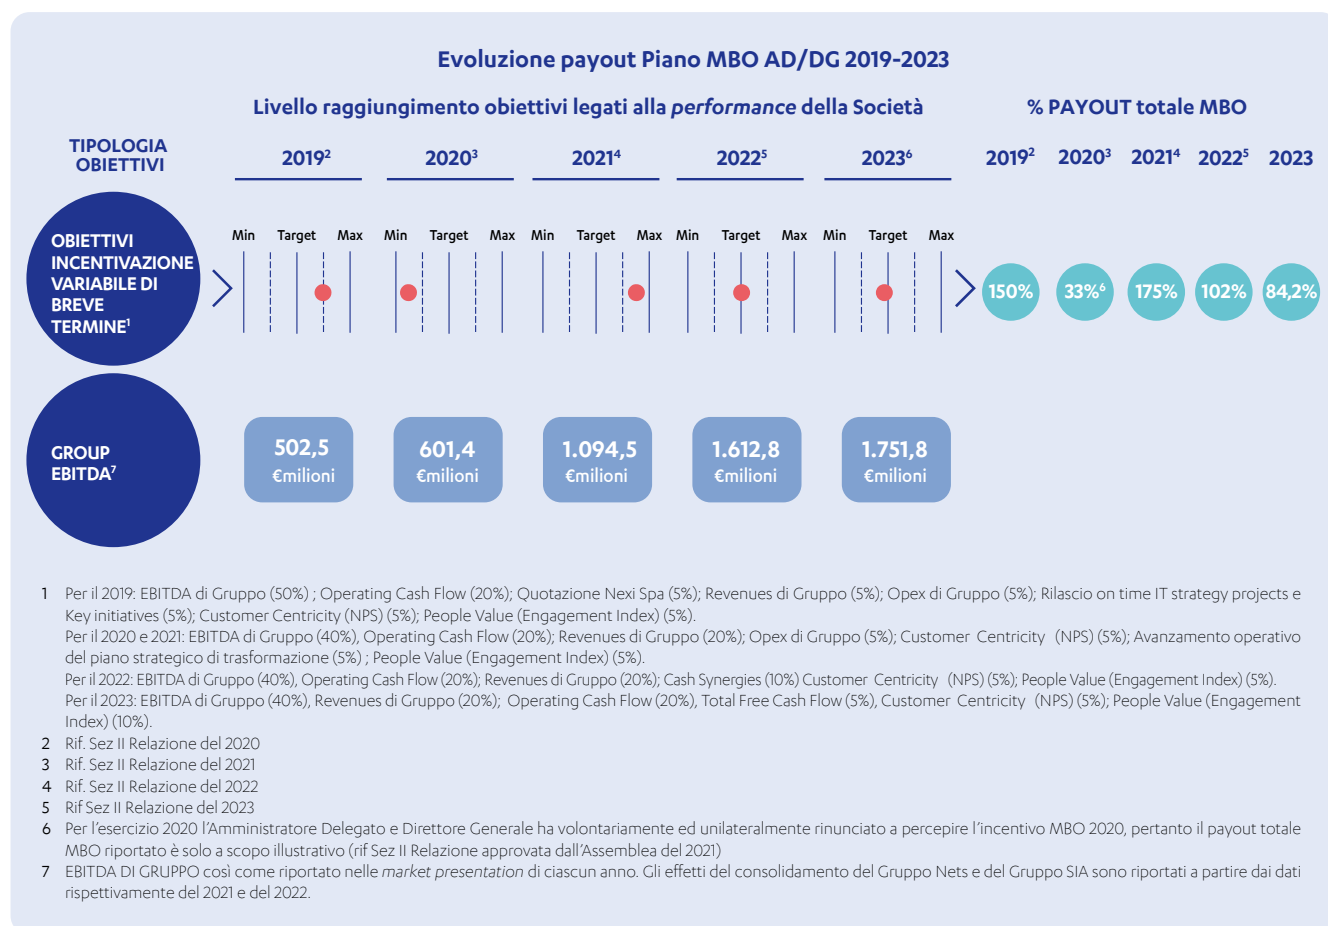 Evoluzione payout Piano MBO AD/DG 2019-2023
Livello raggiungimento obiettivi legati alla performance della Società
% PAYOUT totale MBO
TIPOLOGIA
OBIETTIVI
2019²
2020³
2021⁴
2022⁵
2023⁶
2019²
2020³
2021⁴
2022⁵
2023
OBIETTIVI
INCENTIVAZIONE
VARIABILE DI
BREVE
TERMINE¹
Min Target Max
Min Target Max
Min Target Max
Min Target Max
Min Target Max
150%
33%⁶
175%
102%
84,2%
GROUP
EBITDA⁷
502,5
€milioni
601,4
€milioni
1.094,5
€milioni
1.612,8
€milioni
1.751,8
€milioni
1 Per il 2019: EBITDA di Gruppo (50%) ; Operating Cash Flow (20%); Quotazione Nexi Spa (5%); Revenues di Gruppo (5%); Opex di Gruppo (5%); Rilascio on time IT strategy projects e
Key initiatives (5%); Customer Centricity (NPS) (5%); People Value (Engagement Index) (5%).
Per il 2020 e 2021: EBITDA di Gruppo (40%), Operating Cash Flow (20%); Revenues di Gruppo (20%); Opex di Gruppo (5%); Customer Centricity (NPS) (5%); Avanzamento operativo
del piano strategico di trasformazione (5%) ; People Value (Engagement Index) (5%).
Per il 2022: EBITDA di Gruppo (40%), Operating Cash Flow (20%); Revenues di Gruppo (20%); Cash Synergies (10%) Customer Centricity (NPS) (5%); People Value (Engagement Index) (5%).
Per il 2023: EBITDA di Gruppo (40%), Revenues di Gruppo (20%); Operating Cash Flow (20%), Total Free Cash Flow (5%), Customer Centricity (NPS) (5%); People Value (Engagement
Index) (10%).
2 Rif. Sez II Relazione del 2020
3 Rif. Sez II Relazione del 2021
4 Rif. Sez II Relazione del 2022
5 Rif Sez II Relazione del 2023
6 Per l'esercizio 2020 l'Amministratore Delegato e Direttore Generale ha volontariamente ed unilateralmente rinunciato a percepire l'incentivo MBO 2020, pertanto il payout totale
MBO riportato è solo a scopo illustrativo (rif Sez II Relazione approvata dall'Assemblea del 2021)
7 EBITDA DI GRUPPO così come riportato nelle market presentation di ciascun anno. Gli effetti del consolidamento del Gruppo Nets e del Gruppo SIA sono riportati a partire dai dati
rispettivamente del 2021 e del 2022.